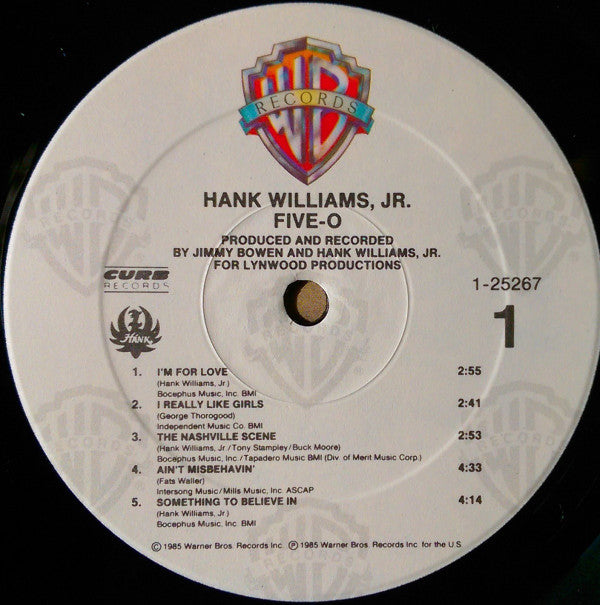 WB
RECORDS
HANK WILLIAMS, JR.
FIVE-O
PRODUCED AND RECORDED
BY JIMMY BOWEN AND HANK WILLIAMS, JR.
FOR LYNWOOD PRODUCTIONS
CURB
RECORDS
1-25267
HANK
1
1. I'M FOR LOVE 2:55
(Hank Williams, Jr.)
Bocephus Music, Inc. BMI
2. I REALLY LIKE GIRLS 2:41
(George Thorogood)
Independent Music Co. BMI
3. THE NASHVILLE SCENE 2:53
(Hank Williams, Jr./Tony Stampley/Buck Moore)
Bocephus Music, Inc./Tapadero Music BMI (Div. of Merit Music Corp.)
4. AIN'T MISBEHAVIN' 4:33
(Fats Waller)
Intersong Music/Mills Music, Inc. ASCAP
5. SOMETHING TO BELIEVE IN 4:14
(Hank Williams, Jr.)
Bocephus Music, Inc. BMI
© 1985 Warner Bros. Records Inc. ℗ 1985 Warner Bros. Records Inc. for the U.S.